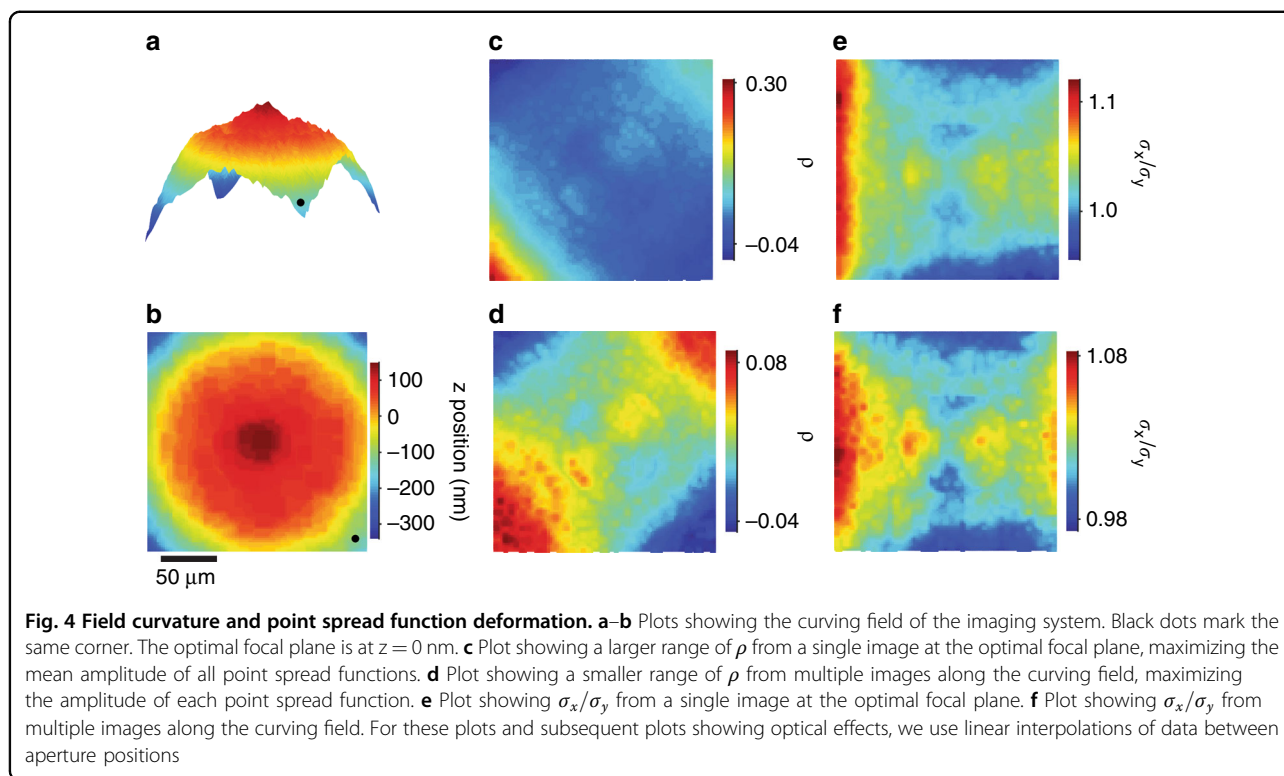 a
c
e
0.30
ρ
−0.04
1.1
σx/σy
1.0
b
d
f
100
0
−100
−200
−300
z position (nm)
0.08
ρ
−0.04
1.08
σx/σy
0.98
50 μm
Fig. 4 Field curvature and point spread function deformation. a–b Plots showing the curving field of the imaging system. Black dots mark the
same corner. The optimal focal plane is at z = 0 nm. c Plot showing a larger range of ρ from a single image at the optimal focal plane, maximizing the
mean amplitude of all point spread functions. d Plot showing a smaller range of ρ from multiple images along the curving field, maximizing
the amplitude of each point spread function. e Plot showing σx/σy from a single image at the optimal focal plane. f Plot showing σx/σy from
multiple images along the curving field. For these plots and subsequent plots showing optical effects, we use linear interpolations of data between
aperture positions